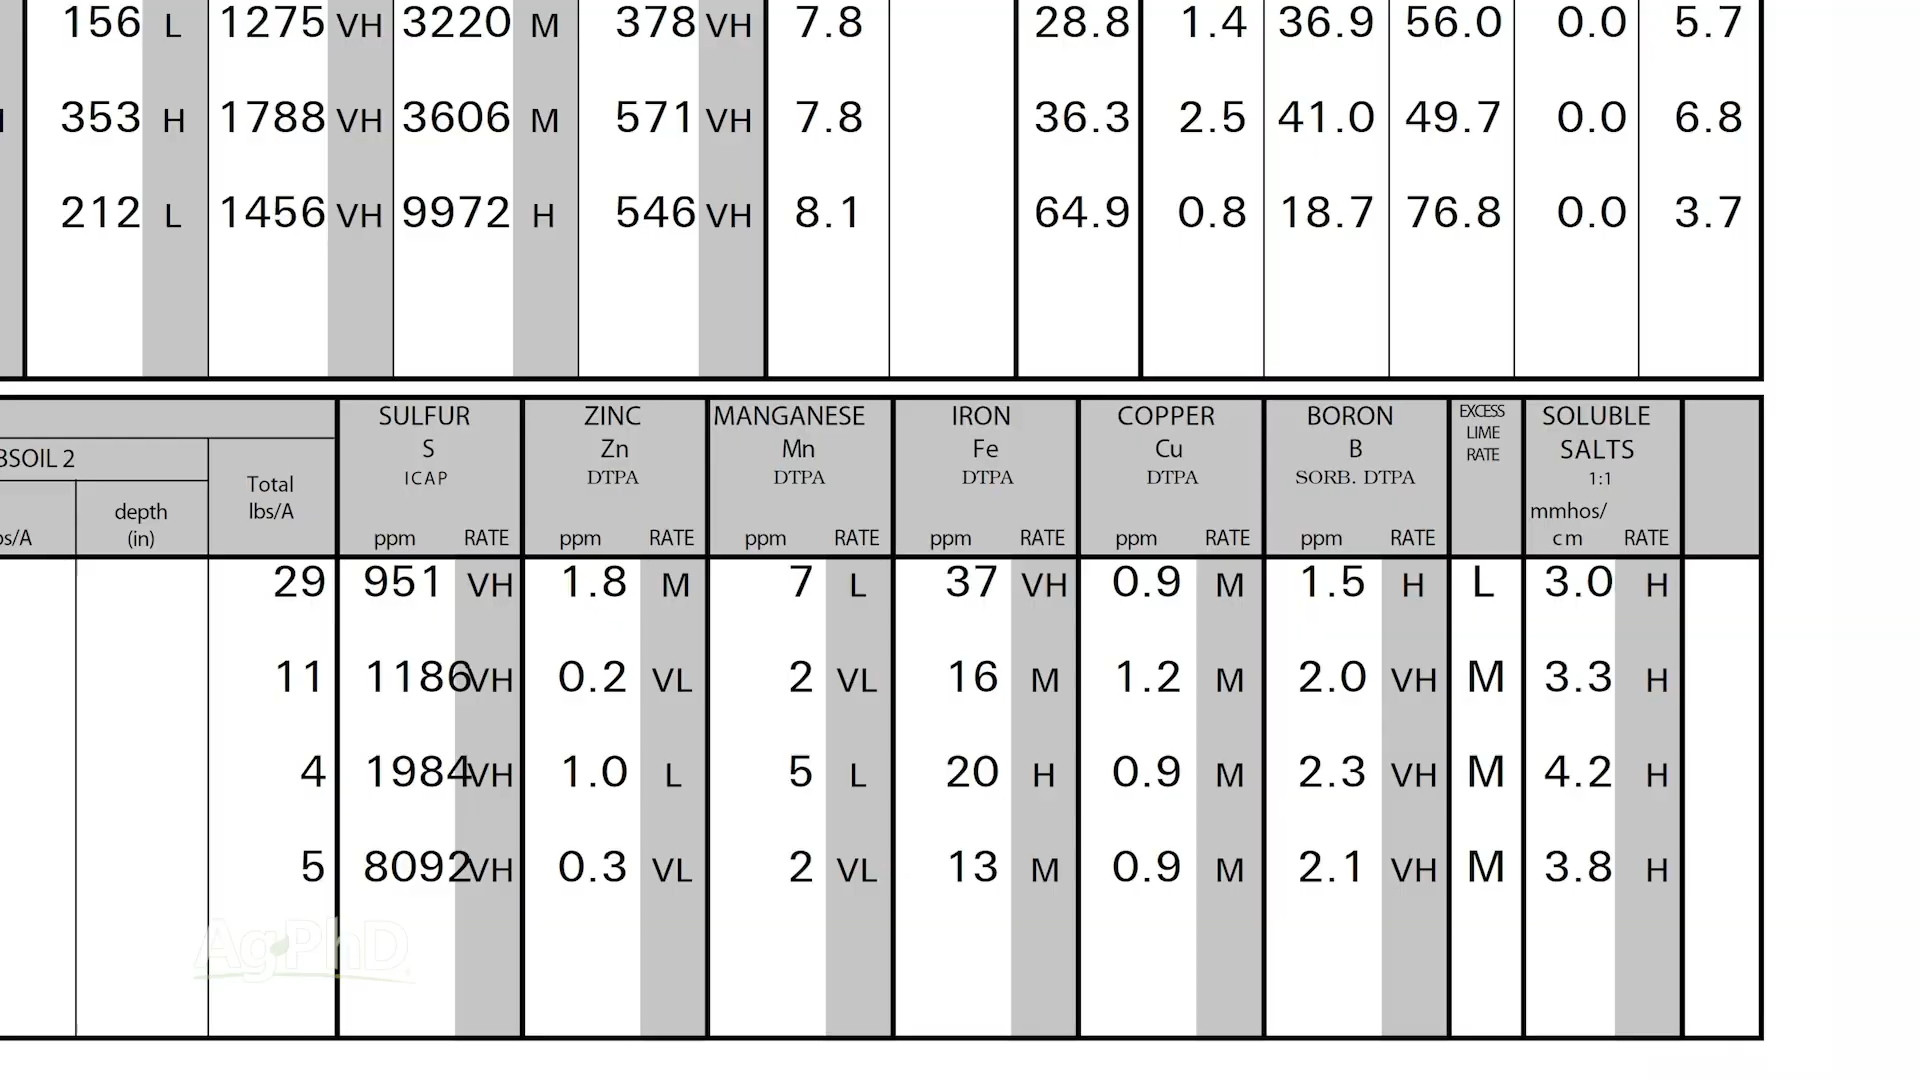 156 L 1275 VH 3220 M 378 VH 7.8 28.8 1.4 36.9 56.0 0.0 5.7
353 H 1788 VH 3606 M 571 VH 7.8 36.3 2.5 41.0 49.7 0.0 6.8
212 L 1456 VH 9972 H 546 VH 8.1 64.9 0.8 18.7 76.8 0.0 3.7
SULFUR ZINC MANGANESE IRON COPPER BORON EXCESS SOLUBLE
S Zn Mn Fe Cu B LIME SALTS
BSOIL 2 ICAP DTPA DTPA DTPA DTPA SORB. DTPA RATE 1:1
Total
depth lbs/A mmhos/
(in) ppm RATE ppm RATE ppm RATE ppm RATE ppm RATE ppm RATE cm RATE
29 951 VH 1.8 M 7 L 37 VH 0.9 M 1.5 H L 3.0 H
11 1186 VH 0.2 VL 2 VL 16 M 1.2 M 2.0 VH M 3.3 H
4 1984 VH 1.0 L 5 L 20 H 0.9 M 2.3 VH M 4.2 H
5 8092 VH 0.3 VL 2 VL 13 M 0.9 M 2.1 VH M 3.8 H
AgPhD